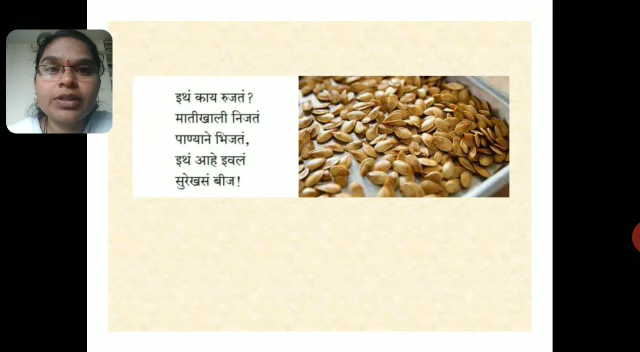 इथं काय रुजतं?
मातीखाली निजतं
पाण्याने भिजतं,
इथं आहे इवलं
सुरेखसं बीज!